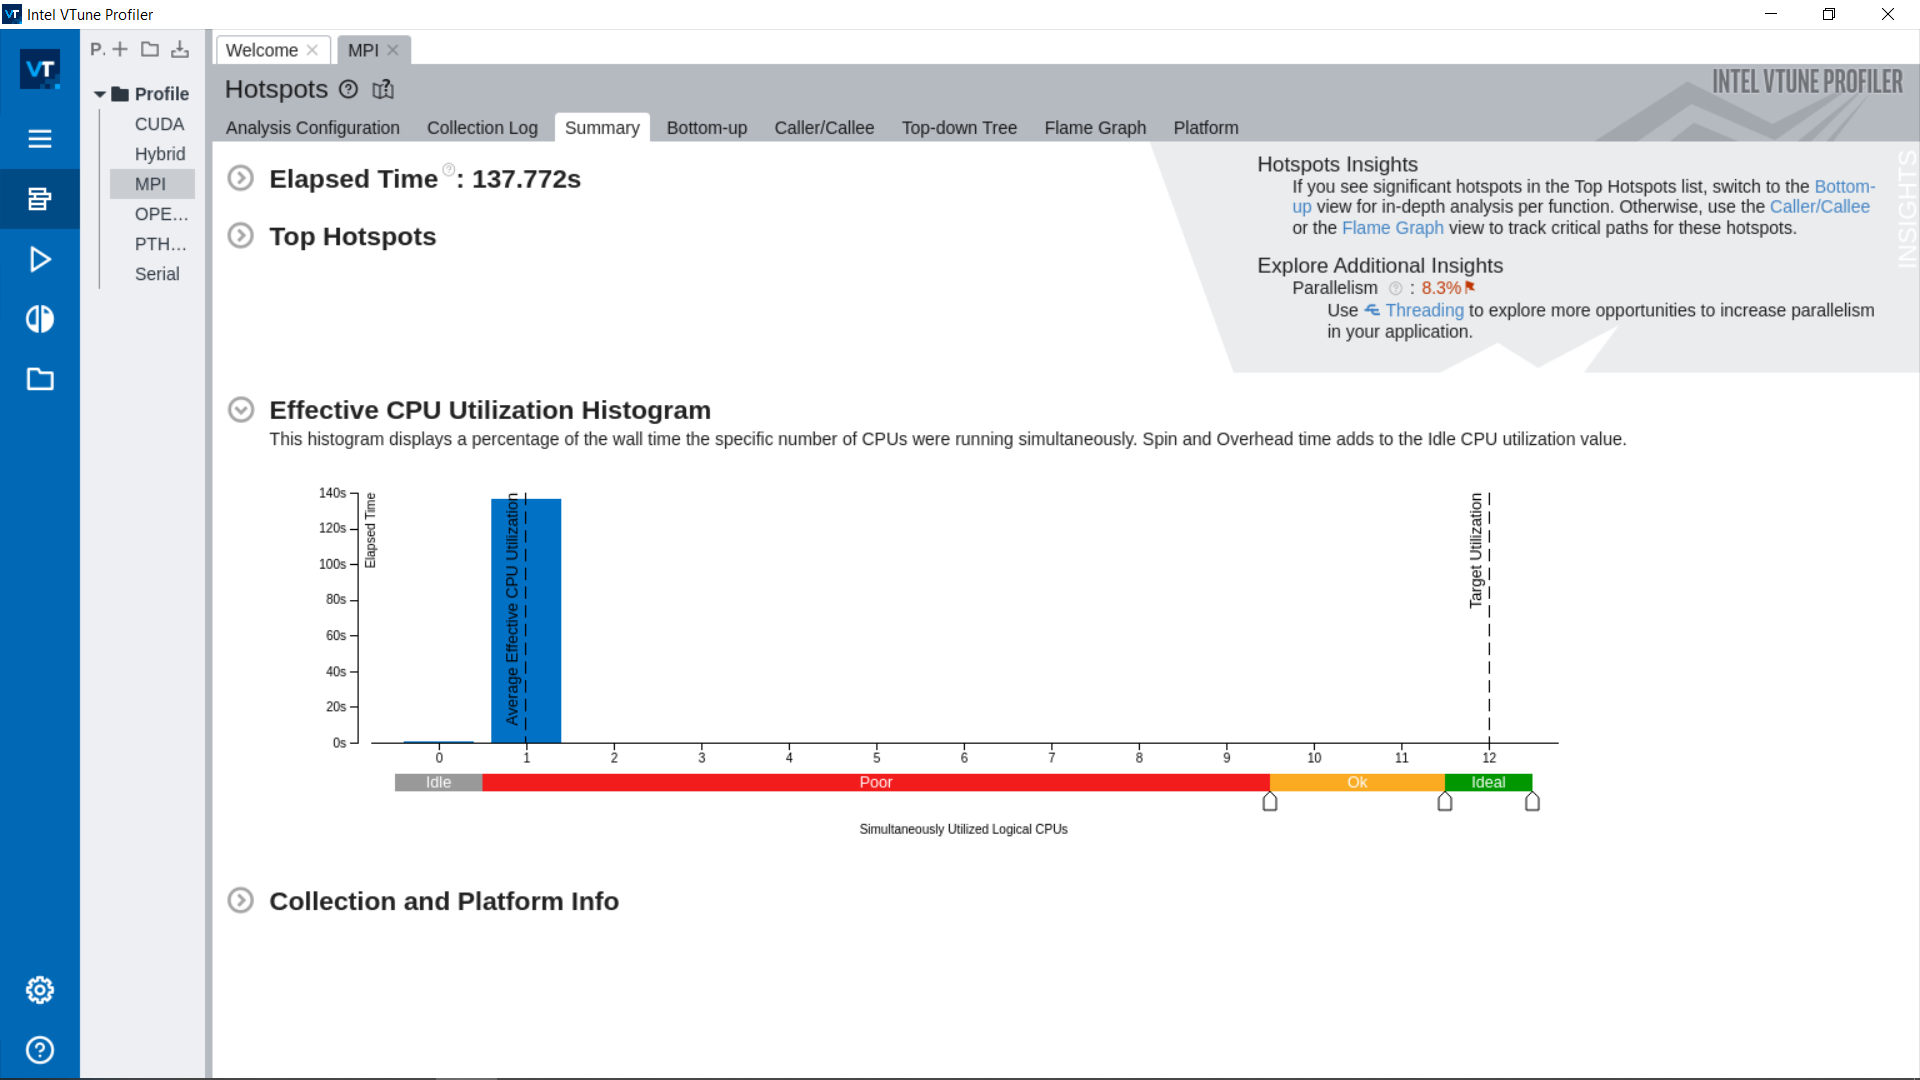 VT Intel VTune Profiler
VT
P.
Profile
CUDA
Hybrid
MPI
OPE...
PTH...
Serial
Welcome
MPI
Hotspots
INTEL VTUNE PROFILER
Analysis Configuration Collection Log Summary Bottom-up Caller/Callee Top-down Tree Flame Graph Platform
Elapsed Time : 137.772s
Top Hotspots
Hotspots Insights
If you see significant hotspots in the Top Hotspots list, switch to the Bottom-
up view for in-depth analysis per function. Otherwise, use the Caller/Callee
or the Flame Graph view to track critical paths for these hotspots.
Explore Additional Insights
Parallelism : 8.3%
Use Threading to explore more opportunities to increase parallelism
in your application.
INSIGHTS
Effective CPU Utilization Histogram
This histogram displays a percentage of the wall time the specific number of CPUs were running simultaneously. Spin and Overhead time adds to the Idle CPU utilization value.
140s
120s
100s
80s
60s
40s
20s
0s
Elapsed Time
Average Effective CPU Utilization
Target Utilization
0 1 2 3 4 5 6 7 8 9 10 11 12
Idle Poor Ok Ideal
Simultaneously Utilized Logical CPUs
Collection and Platform Info